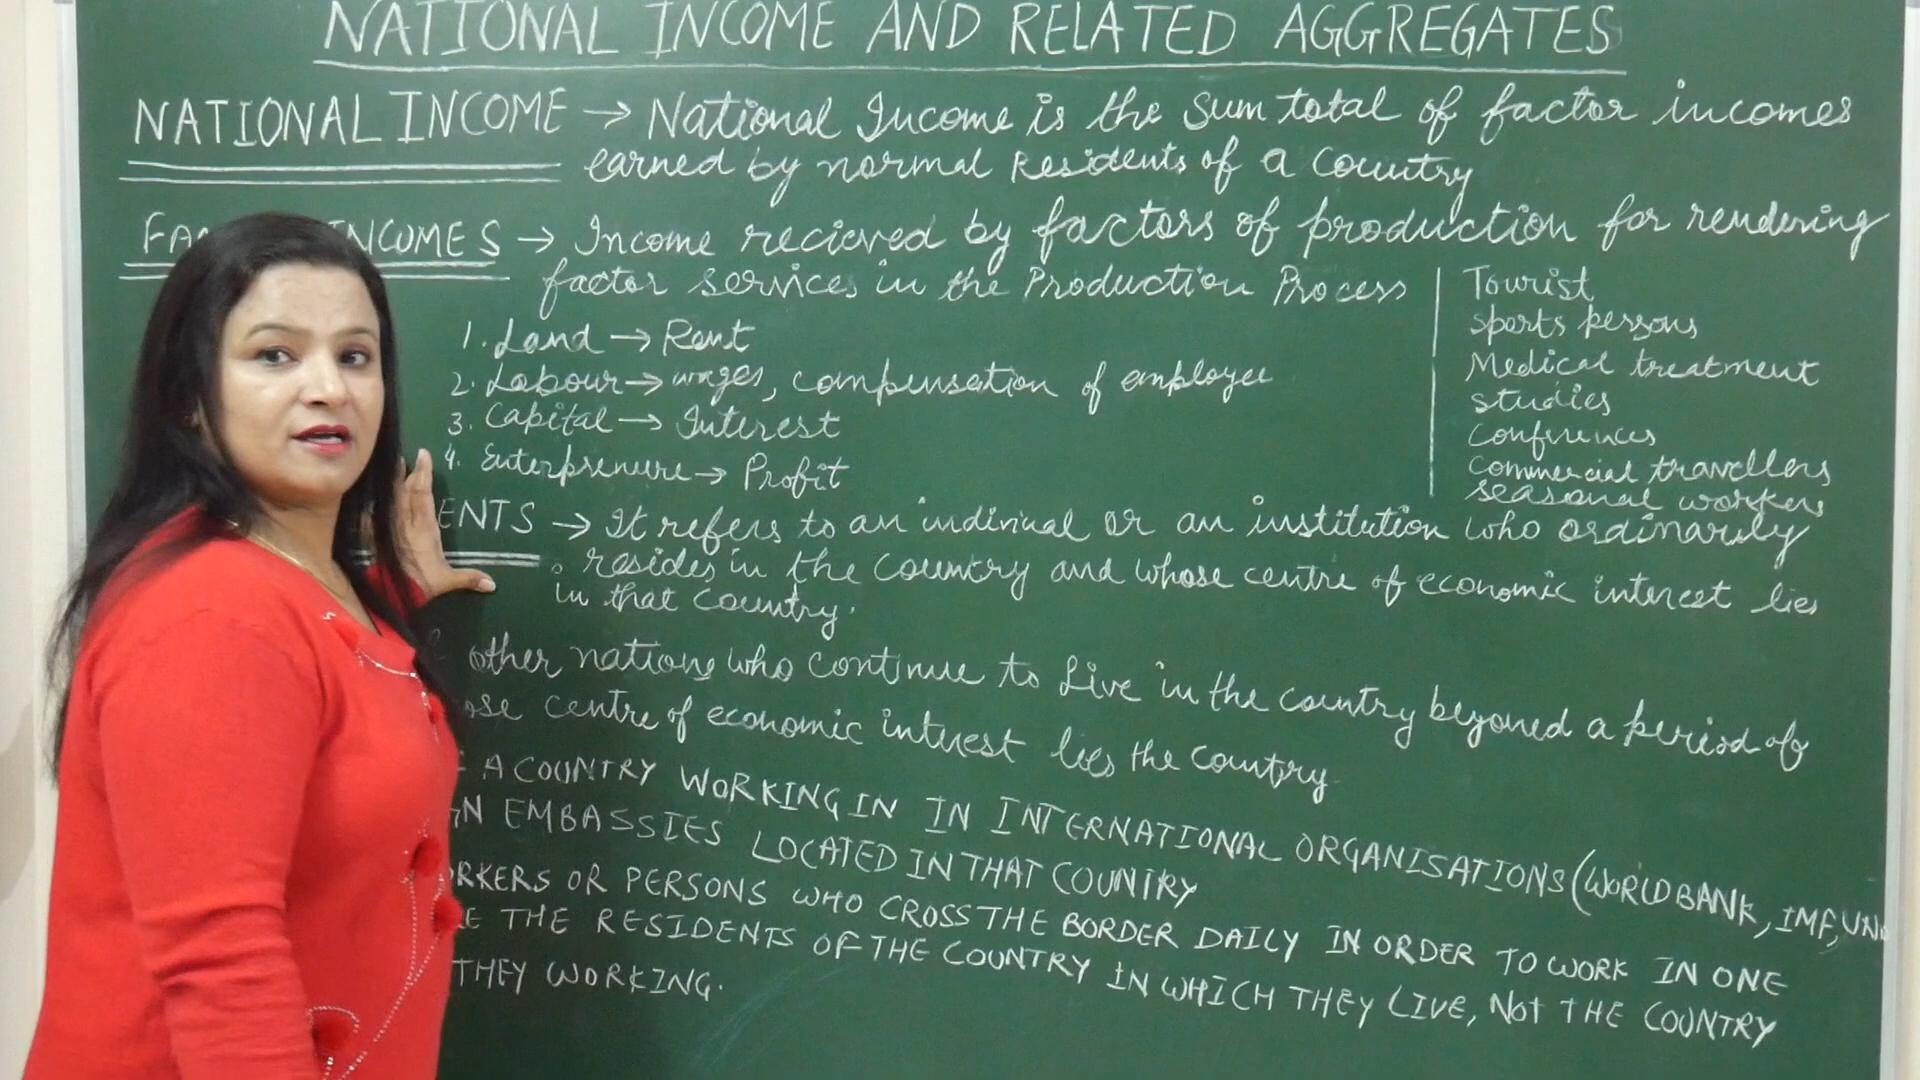 NATIONAL INCOME AND RELATED AGGREGATES
NATIONAL INCOME → National Income is the Sum total of factor incomes
earned by normal Residents of a Country
FA INCOMES → Income recieved by factors of production for rendering
factor services in the Production Process
1. Land → Rent
2. Labour → wages, compensation of employee
3. Capital → Interest
4. Enterpreneure → Profit
Tourist
sports persons
Medical treatment
studies
Conferences
Commercial travellers
seasonal workers
ENTS → It refers to an or an institution who ordinarily
resides in the country and whose centre of economic interest lies
in that country.
other nations who continue to live in the country beyoned a period of
ose centre of economic interest lies the country
A COUNTRY WORKING IN IN INTERNATIONAL ORGANISATIONS (WORLD BANK, IMF, UN
GN EMBASSIES LOCATED IN THAT COUNTRY
ORKERS OR PERSONS WHO CROSS THE BORDER DAILY IN ORDER TO WORK IN ONE
THE RESIDENTS OF THE COUNTRY IN WHICH THEY LIVE, NOT THE COUNTRY
THEY WORKING.